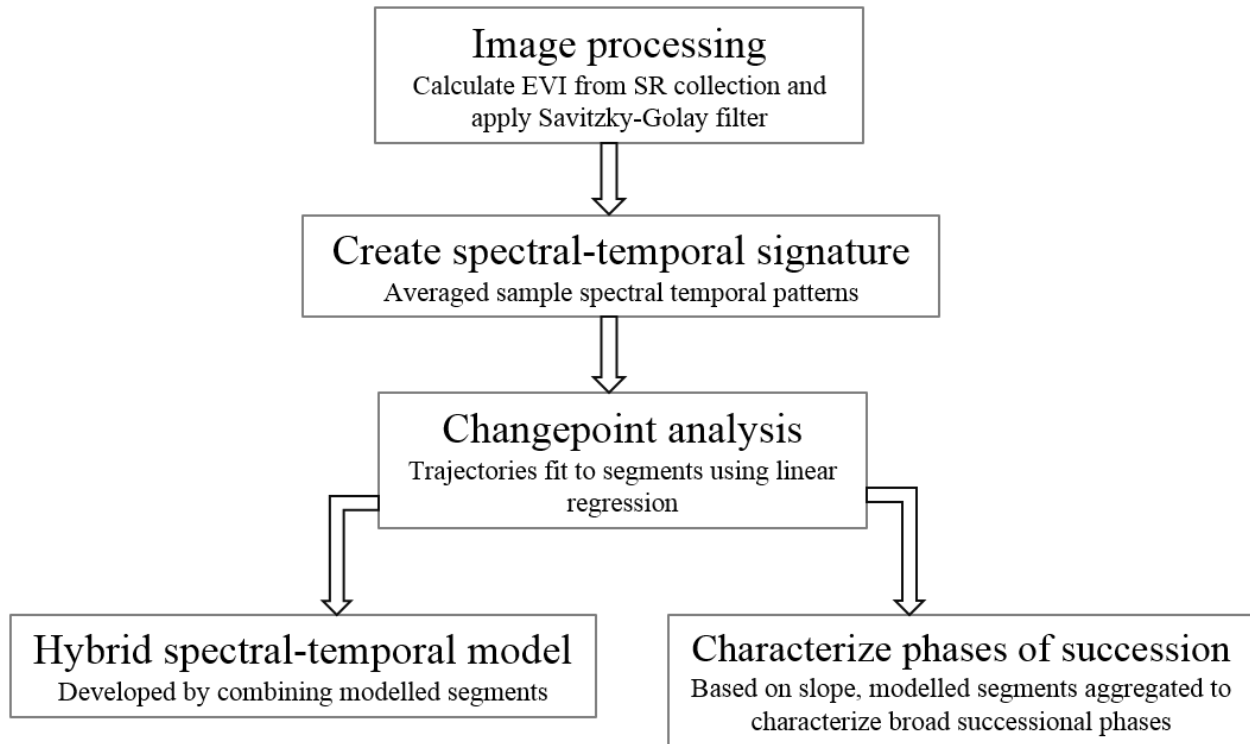 Image processing
Calculate EVI from SR collection and
apply Savitzky-Golay filter
Create spectral-temporal signature
Averaged sample spectral temporal patterns
Changepoint analysis
Trajectories fit to segments using linear
regression
Hybrid spectral-temporal model
Developed by combining modelled segments
Characterize phases of succession
Based on slope, modelled segments aggregated to
characterize broad successional phases